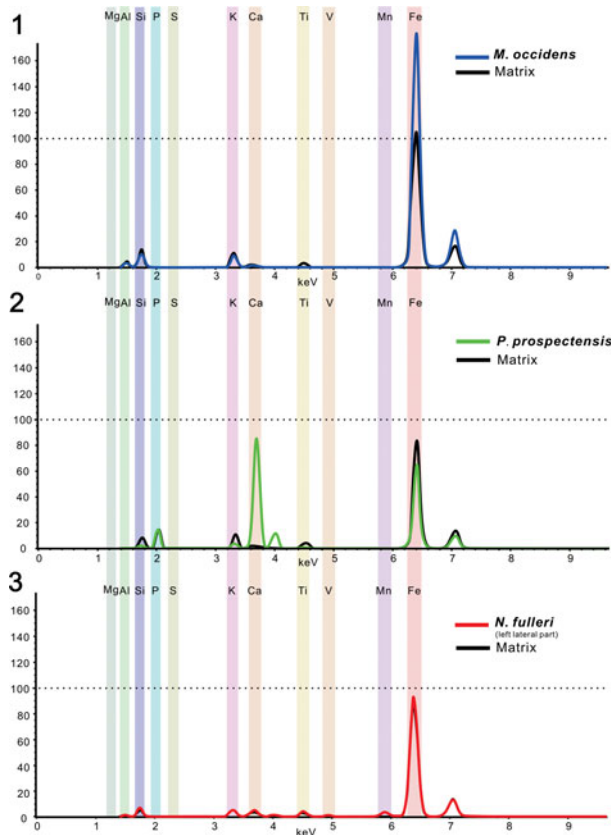 1
Mg Al Si P S K Ca Ti V Mn Fe
160
140
120
100
80
60
40
20
0
M. occidens
Matrix
0 1 2 3 4 5 6 7 8 9
keV
2
Mg Al Si P S K Ca Ti V Mn Fe
160
140
120
100
80
60
40
20
0
P. prospectensis
Matrix
0 1 2 3 4 5 6 7 8 9
keV
3
Mg Al Si P S K Ca Ti V Mn Fe
160
140
120
100
80
60
40
20
0
N. fulleri
(left lateral part)
Matrix
0 1 2 3 4 5 6 7 8 9
keV